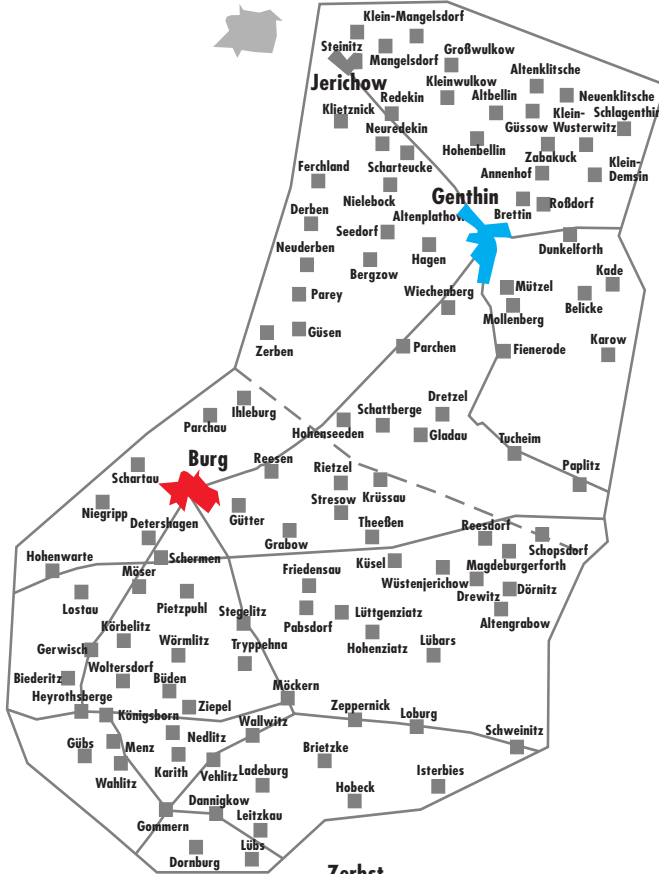 Klein-Mangelsdorf
Steinitz
Mangelsdorf
Großwulkow
Jerichow
Kleinwulkow
Altenklitsche
Redekin
Altbellin
Neuenklitsche
Klietznick
Güssow
Klein-
Wusterwitz
Schlagenthin
Neuredekin
Hohenbellin
Scharteucke
Zabakuck
Klein-
Demsin
Ferchland
Annenhof
Nielebock
Genthin
Brettin
Roßdorf
Derben
Altenplathow
Seedorf
Hagen
Dunkelforth
Neuderben
Bergzow
Kade
Wiechenberg
Mützel
Parey
Belicke
Mollenberg
Güsen
Zerben
Parchen
Fienerode
Karow
Ihleburg
Parchau
Dretzel
Schattberge
Hohenseeden
Gladau
Tucheim
Burg
Reesen
Schartau
Rietzel
Krüssau
Paplitz
Niegripp
Stresow
Gütter
Detershagen
Theeßen
Reesdorf
Grabow
Schopsdorf
Hohenwarte
Schermen
Möser
Friedensau
Küsel
Magdeburgerforth
Wüstenjerichow
Drewitz
Dörnitz
Lostau
Pietzpuhl
Stegelitz
Pabsdorf
Lüttgenziatz
Altengrabow
Körbelitz
Hohenziatz
Gerwisch
Wörmlitz
Tryppehna
Lübars
Woltersdorf
Biederitz
Büden
Möckern
Heyrothsberge
Ziepel
Zeppernick
Königsborn
Wallwitz
Loburg
Nedlitz
Schweinitz
Gübs
Menz
Brietzke
Wahlitz
Karith
Vehlitz
Ladeburg
Isterbies
Hobeck
Dannigkow
Gommern
Leitzkau
Lübs
Dornburg
Zerbst